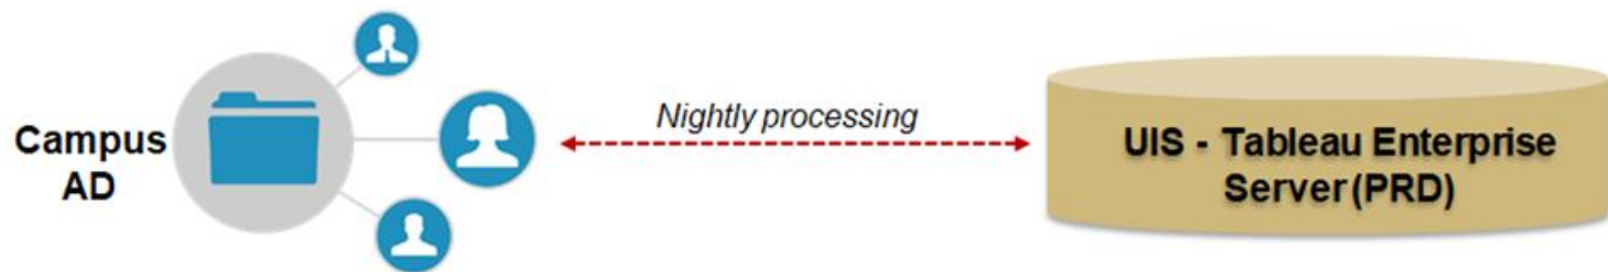 Campus
AD
Nightly processing
UIS - Tableau Enterprise
Server (PRD)